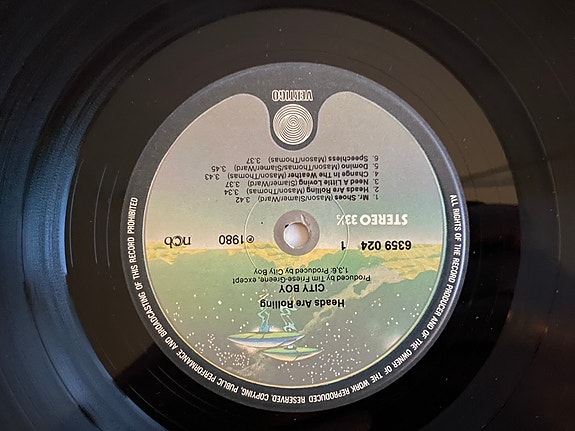 ALL RIGHTS OF THE RECORD PRODUCER AND OF THE OWNER OF THE WORK REPRODUCED RESERVED. COPYING, PUBLIC PERFORMANCE AND BROADCASTING OF THIS RECORD PROHIBITED
Heads Are Rolling
CITY BOY
Produced by Tim Friese-Greene, except
1,3,6: Produced by City Boy
6359 024 1 ℗ 1980 ncb
STEREO 33⅓
1. Mr. Shoes (Mason/Slamer/Ward) 3.42
2. Heads Are Rolling (Mason/Thomas) 3.34
3. Need A Little Loving (Slamer/Ward) 3.37
4. Change The Weather (Mason/Thomas) 3.43
5. Domino (Mason/Thomas/Slamer/Ward) 3.45
6. Speechless (Mason/Thomas) 3.37
VERTIGO